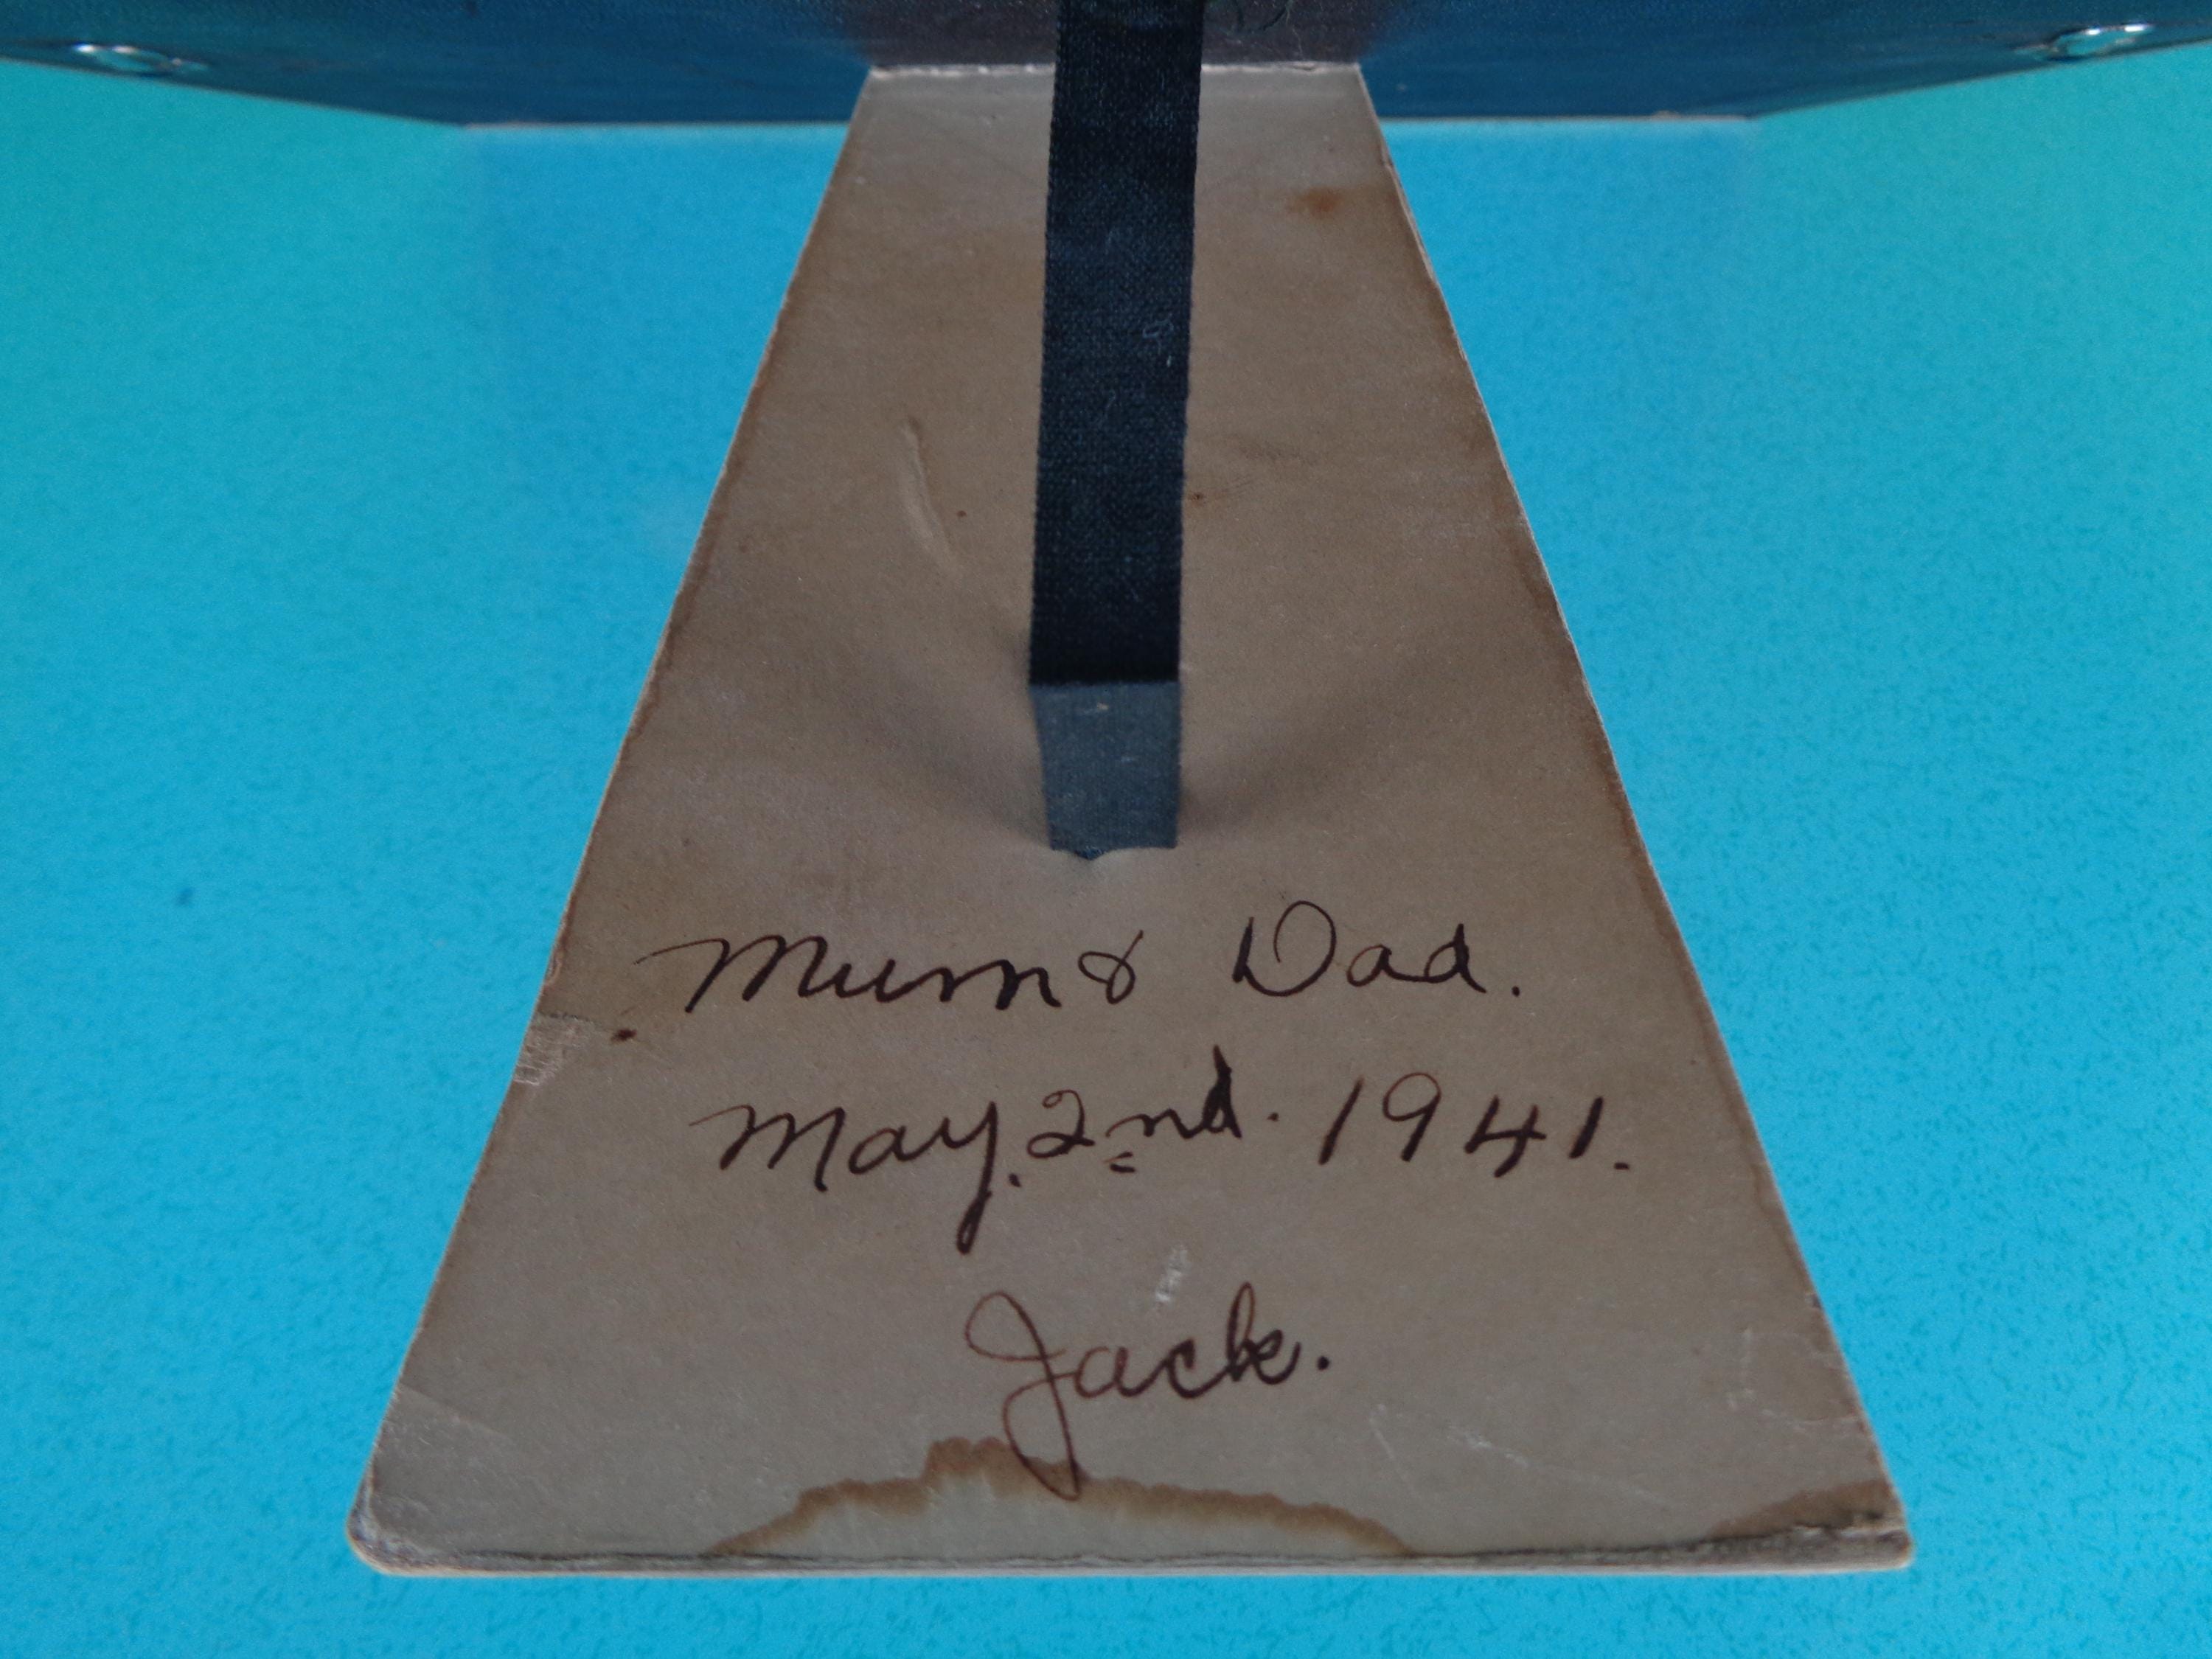 Mum & Dad.
May. 2nd. 1941.
Jack.